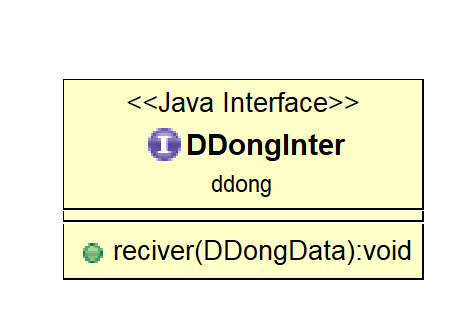 <<Java Interface>>
DDongInter
ddong
reciver(DDongData):void